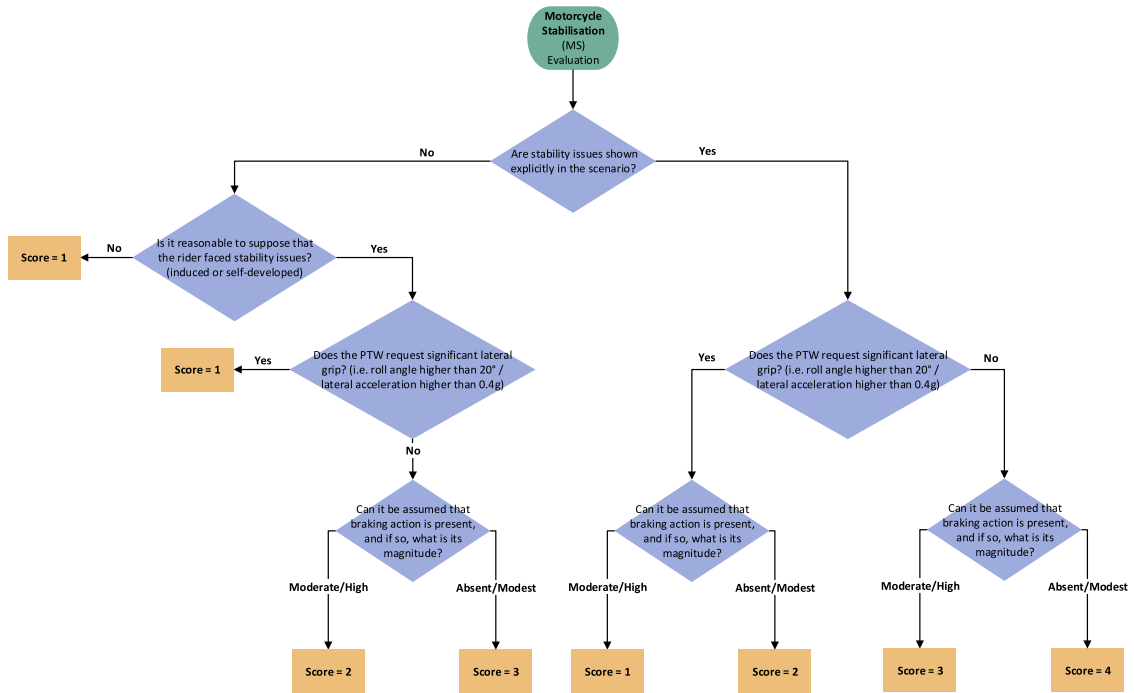 Motorcycle
Stabilisation
(MS)
Evaluation
Are stability issues shown
explicitly in the scenario?
No
Yes
Is it reasonable to suppose that
the rider faced stability issues?
(induced or self-developed)
No
Score = 1
Yes
Does the PTW request significant lateral
grip? (i.e. roll angle higher than 20° /
lateral acceleration higher than 0.4g)
Yes
Score = 1
No
Does the PTW request significant lateral
grip? (i.e. roll angle higher than 20° /
lateral acceleration higher than 0.4g)
Yes
No
Can it be assumed that
braking action is present,
and if so, what is its
magnitude?
Moderate/High
Absent/Modest
Score = 2
Score = 3
Can it be assumed that
braking action is present,
and if so, what is its
magnitude?
Moderate/High
Absent/Modest
Score = 1
Score = 2
Can it be assumed that
braking action is present,
and if so, what is its
magnitude?
Moderate/High
Absent/Modest
Score = 3
Score = 4